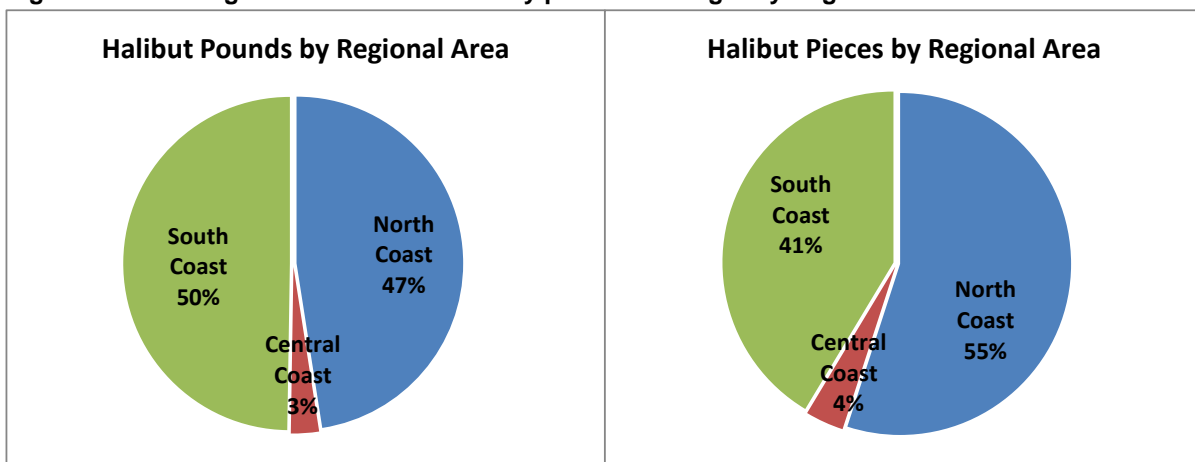 Halibut Pounds by Regional Area
South
Coast
50%
North
Coast
47%
Central
Coast
3%
Halibut Pieces by Regional Area
South
Coast
41%
North
Coast
55%
Central
Coast
4%